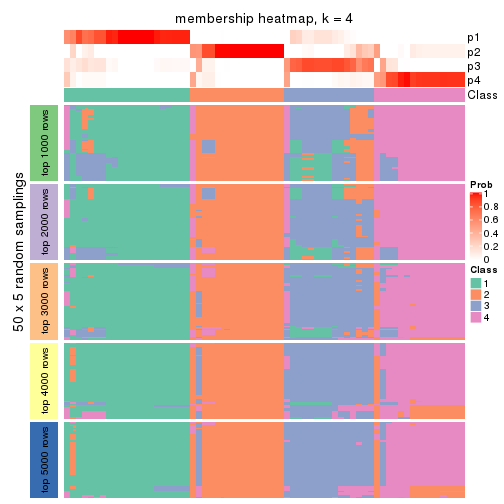 membership heatmap, k = 4
p1
p2
p3
p4
Class
50 x 5 random samplings
top 1000 rows
top 2000 rows
top 3000 rows
top 4000 rows
top 5000 rows
Prob
1
0.8
0.6
0.4
0.2
0
Class
1
2
3
4